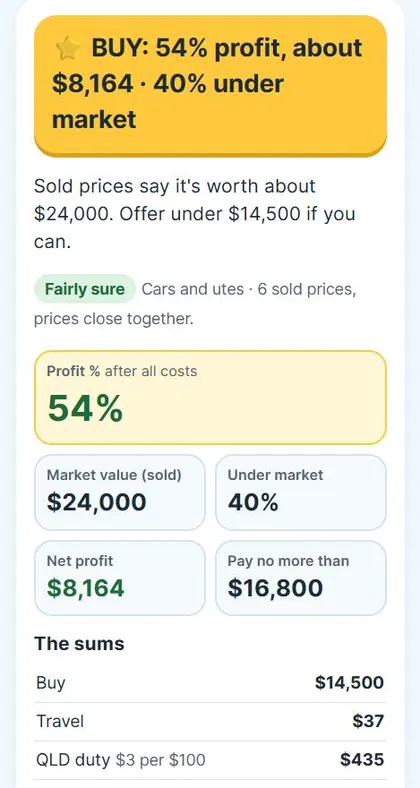 ⭐ BUY: 54% profit, about
$8,164 · 40% under
market
Sold prices say it's worth about
$24,000. Offer under $14,500 if you
can.
Fairly sure Cars and utes · 6 sold prices,
prices close together.
Profit % after all costs
54%
Market value (sold)
$24,000
Under market
40%
Net profit
$8,164
Pay no more than
$16,800
The sums
Buy $14,500
Travel $37
QLD duty $3 per $100 $435